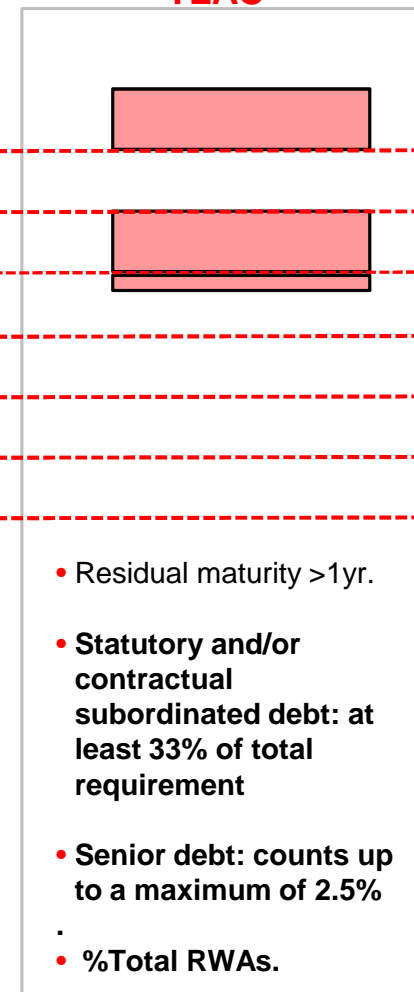 TLAC
• Residual maturity >1yr.
• Statutory and/or
contractual
subordinated debt: at
least 33% of total
requirement
• Senior debt: counts up
to a maximum of 2.5%
.
• %Total RWAs.